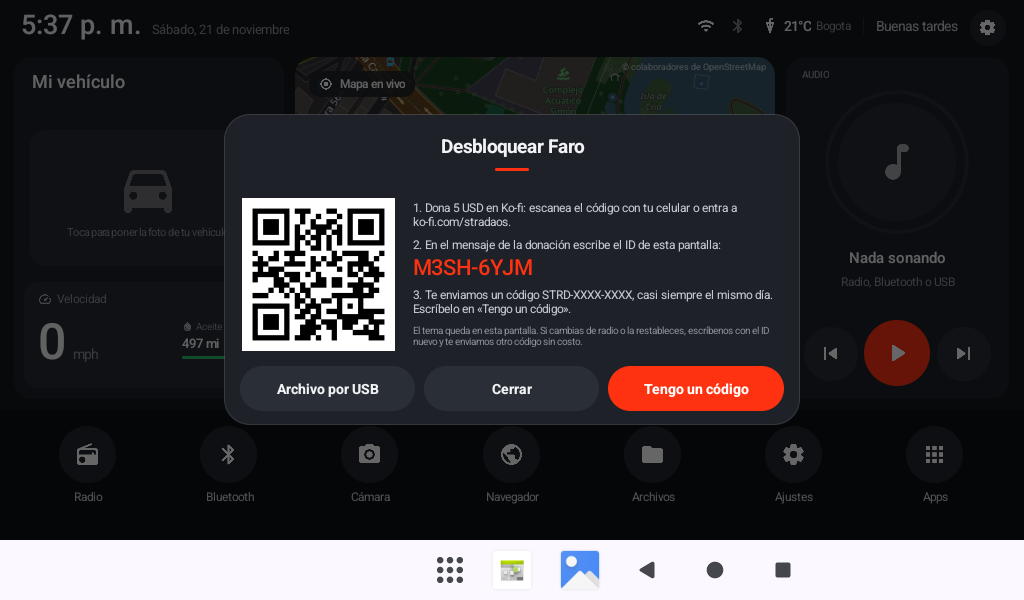 5:37 p. m.
Sábado, 21 de noviembre
21°C Bogota
Buenas tardes
Mi vehículo
Mapa en vivo
© colaboradores de OpenStreetMap
Complejo
Acuático
Simón
Isla de
AUDIO
Desbloquear Faro
1. Dona 5 USD en Ko-fi: escanea el código con tu celular o entra a
ko-fi.com/stradaos.
2. En el mensaje de la donación escribe el ID de esta pantalla:
M3SH-6YJM
3. Te enviamos un código STRD-XXXX-XXXX, casi siempre el mismo día.
Escríbelo en «Tengo un código».
El tema queda en esta pantalla. Si cambias de radio o la restableces, escríbenos con el ID
nuevo y te enviamos otro código sin costo.
Archivo por USB
Cerrar
Tengo un código
Toca para poner la foto de tu
Velocidad
0 mph
Aceite
497 mi
Nada sonando
Radio, Bluetooth o USB
Radio
Bluetooth
Cámara
Navegador
Archivos
Ajustes
Apps